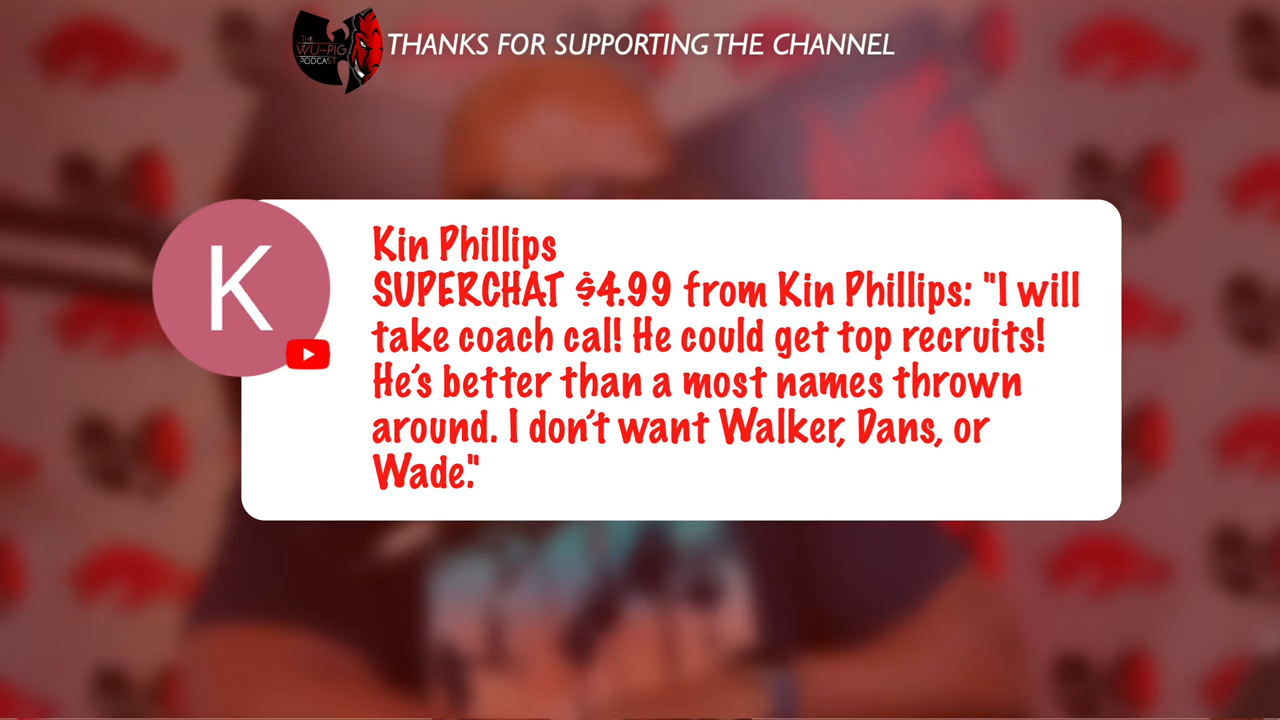 THE
WU-PIG
PODCAST
THANKS FOR SUPPORTING THE CHANNEL
K
Kin Phillips
SUPERCHAT $4.99 from Kin Phillips: "I will
take coach cal! He could get top recruits!
He's better than a most names thrown
around. I don't want Walker, Dans, or
Wade."